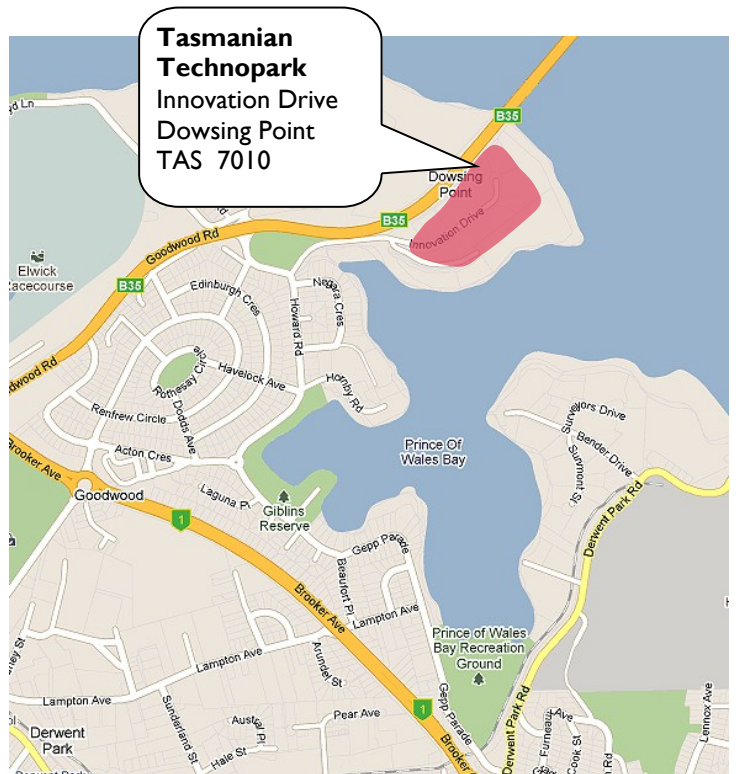 Tasmanian
Technopark
Innovation Drive
Dowsing Point
TAS 7010
B35
Dowsing
Point
B35
Innovation Drive
Goodwood Rd
Elwick
B35
Negara Cres
Edinburgh Cres
Howard Rd
Rothesay Circle
Havelock Ave
Hornby Rd
Renfrew Circle
Dodds Ave
Surveyors Drive
Bender Drive
Surmont St
Prince Of
Wales Bay
Acton Cres
Brooker Ave
Goodwood
Laguna Pl
Giblins
Reserve
1
Derwent Park Rd
Gepp Parade
Beaufort Pl
Brooker Ave
Lampton Ave
Prince of Wales
Bay Recreation
Ground
Lampton Ave
Arundel St
Lampton Ave
Sunderland St
Pear Ave
1
Gepp Parade
Derwent Park Rd
Lennox Ave
Derwent
Park
Hale St
Cook St